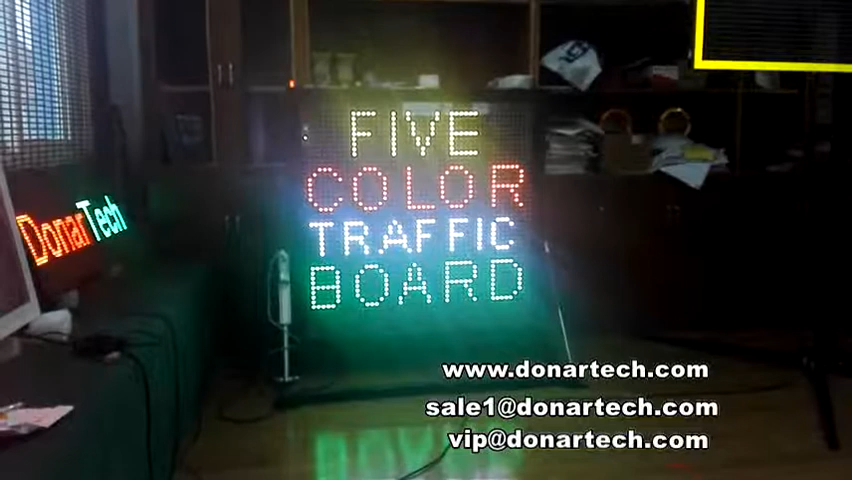 FIVE
COLOR
TRAFFIC
BOARD
DonarTech
www.donartech.com
sale1@donartech.com
vip@donartech.com